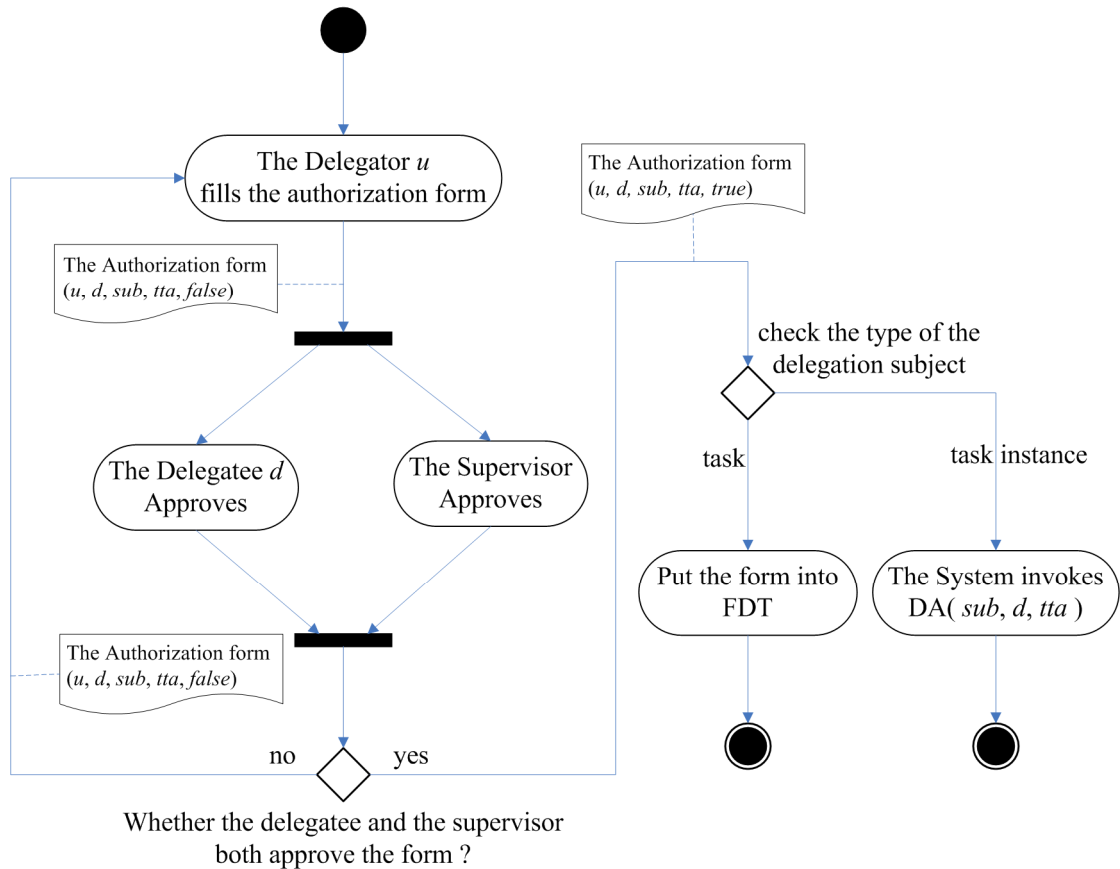 The Delegator u
fills the authorization form
The Authorization form
(u, d, sub, tta, false)
The Delegatee d
Approves
The Supervisor
Approves
The Authorization form
(u, d, sub, tta, false)
no
yes
Whether the delegatee and the supervisor
both approve the form ?
The Authorization form
(u, d, sub, tta, true)
check the type of the
delegation subject
task
task instance
Put the form into
FDT
The System invokes
DA( sub, d, tta )